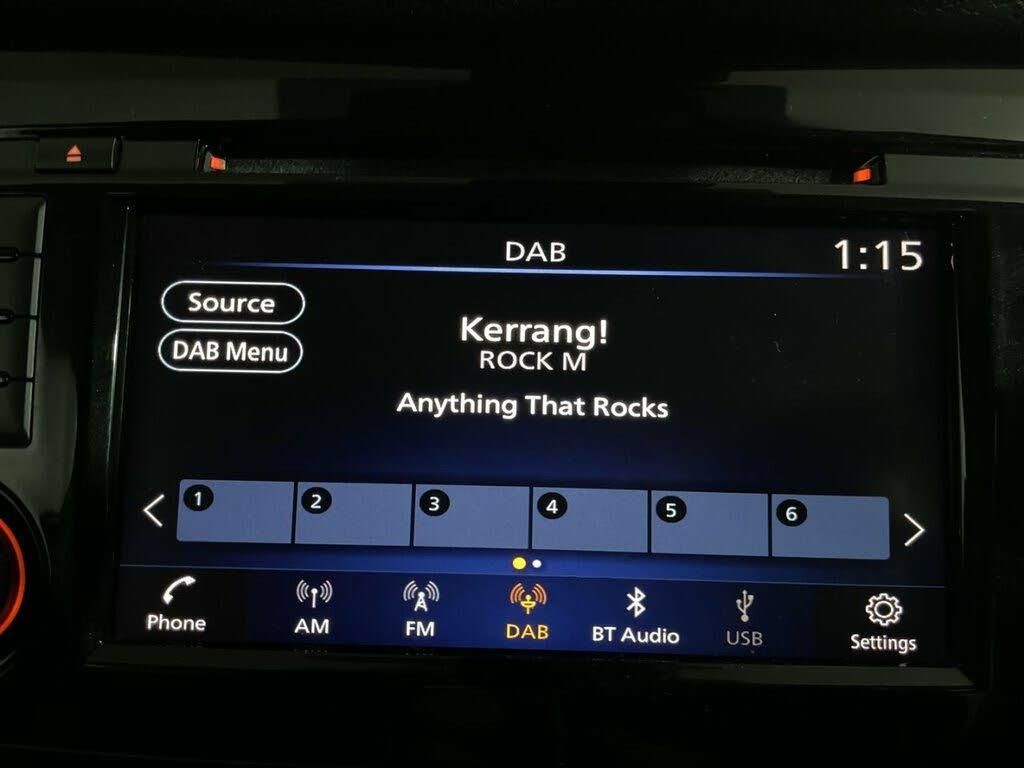 DAB
1:15
Source
DAB Menu
Kerrang!
ROCK M
Anything That Rocks
1 2 3 4 5 6
Phone AM FM DAB BT Audio USB Settings